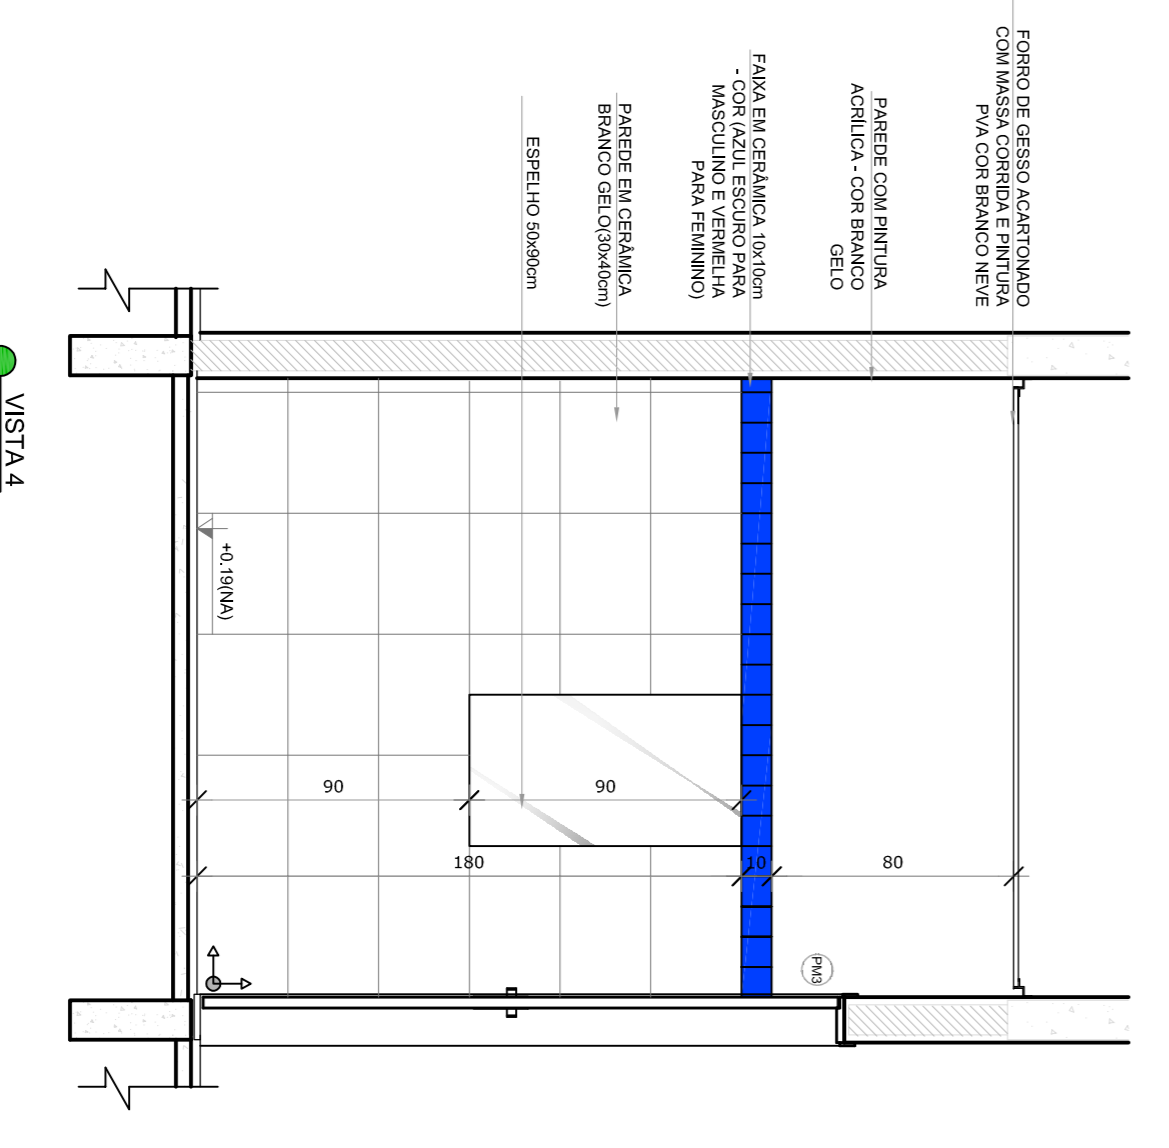 FORRO DE GESSO ACARTONADO
COM MASSA CORRIDA E PINTURA
PVA COR BRANCO NEVE
PAREDE COM PINTURA
ACRÍLICA - COR BRANCO
GELO
FAIXA EM CERÂMICA 10x10cm
- COR (AZUL ESCURO PARA
MASCULINO E VERMELHA
PARA FEMININO)
PAREDE EM CERÂMICA
BRANCO GELO(30x40cm)
ESPELHO 50x90cm
+0.19(NA)
90
90
180
10
80
PM3
VISTA 4